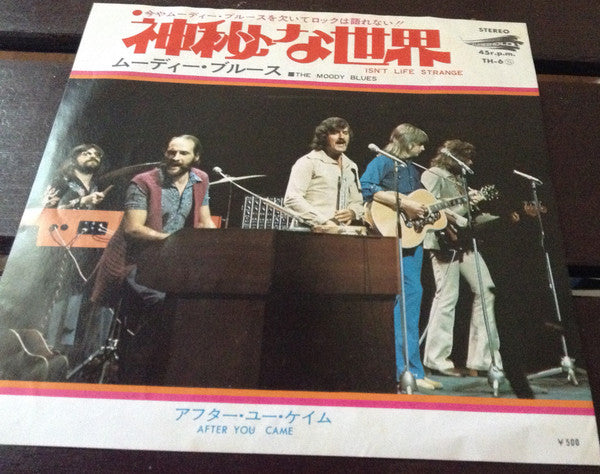 ●今やムーディー・ブルースを欠いてロックは語れない!!
神秘な世界
ISN'T LIFE STRANGE
ムーディー・ブルース ■THE MOODY BLUES
STEREO
THRESHOLD
45r.p.m.
TH-6
アフター・ユー・ケイム
AFTER YOU CAME
￥500